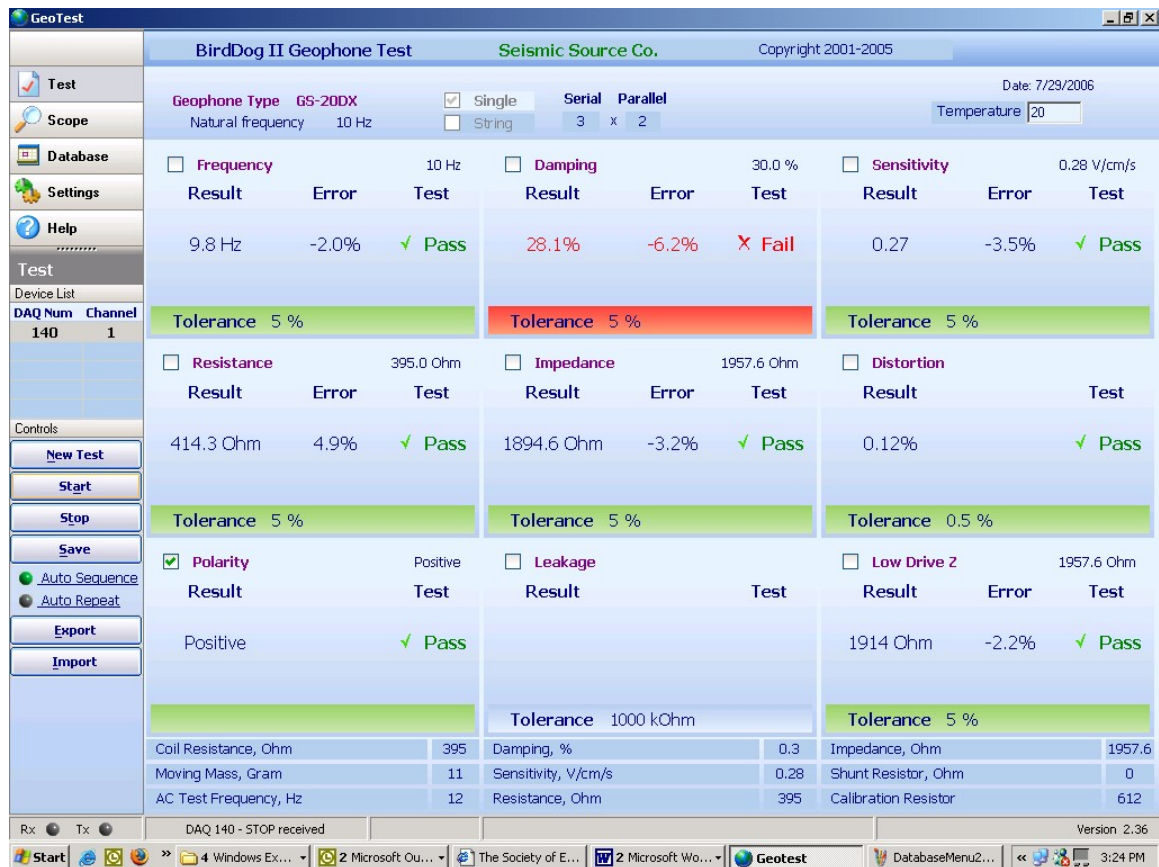 GeoTest
BirdDog II Geophone Test Seismic Source Co. Copyright 2001-2005
Test
Scope
Database
Settings
Help
Test
Device List
DAQ Num Channel
140 1
Controls
New Test
Start
Stop
Save
Auto Sequence
Auto Repeat
Export
Import
Geophone Type GS-20DX
Natural frequency 10 Hz
Single
String
Serial Parallel
3 x 2
Date: 7/29/2006
Temperature 20
Frequency 10 Hz
Result Error Test
9.8 Hz -2.0% √ Pass
Tolerance 5 %
Damping 30.0 %
Result Error Test
28.1% -6.2% X Fail
Tolerance 5 %
Sensitivity 0.28 V/cm/s
Result Error Test
0.27 -3.5% √ Pass
Tolerance 5 %
Resistance 395.0 Ohm
Result Error Test
414.3 Ohm 4.9% √ Pass
Tolerance 5 %
Impedance 1957.6 Ohm
Result Error Test
1894.6 Ohm -3.2% √ Pass
Tolerance 5 %
Distortion
Result Test
0.12% √ Pass
Tolerance 0.5 %
Polarity Positive
Result Test
Positive √ Pass
Leakage
Result Test
Tolerance 1000 kOhm
Low Drive Z 1957.6 Ohm
Result Error Test
1914 Ohm -2.2% √ Pass
Tolerance 5 %
Coil Resistance, Ohm 395 Damping, % 0.3 Impedance, Ohm 1957.6
Moving Mass, Gram 11 Sensitivity, V/cm/s 0.28 Shunt Resistor, Ohm 0
AC Test Frequency, Hz 12 Resistance, Ohm 395 Calibration Resistor 612
Rx Tx DAQ 140 - STOP received Version 2.36
Start » 4 Windows Ex... 2 Microsoft Ou... The Society of E... 2 Microsoft Wo... Geotest DatabaseMenu2... « 3:24 PM